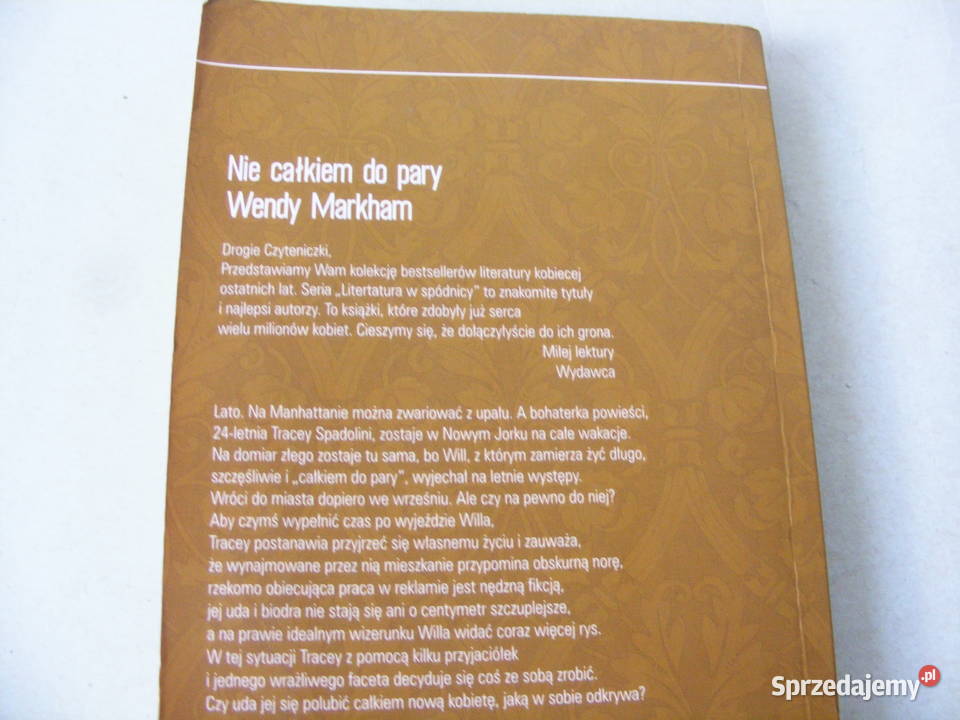 Nie całkiem do pary
Wendy Markham
Drogie Czyteniczki,
Przedstawiamy Wam kolekcję bestsellerów literatury kobiecej
ostatnich lat. Seria „Litertatura w spódnicy" to znakomite tytuły
i najlepsi autorzy. To książki, które zdobyły już serca
wielu milionów kobiet. Cieszymy się, że dołączyłyście do ich grona.
Miłej lektury
Wydawca
Lato. Na Manhattanie można zwariować z upału. A bohaterka powieści,
24-letnia Tracey Spadolini, zostaje w Nowym Jorku na całe wakacje.
Na domiar złego zostaje tu sama, bo Will, z którym zamierza żyć długo,
szczęśliwie i „całkiem do pary", wyjechał na letnie występy.
Wróci do miasta dopiero we wrześniu. Ale czy na pewno do niej?
Aby czymś wypełnić czas po wyjeździe Willa,
Tracey postanawia przyjrzeć się własnemu życiu i zauważa,
że wynajmowane przez nią mieszkanie przypomina obskurną norę,
rzekomo obiecująca praca w reklamie jest nędzną fikcją,
jej uda i biodra nie stają się ani o centymetr szczuplejsze,
a na prawie idealnym wizerunku Willa widać coraz więcej rys.
W tej sytuacji Tracey z pomocą kilku przyjaciółek
i jednego wrażliwego faceta decyduje się coś ze sobą zrobić.
Czy uda jej się polubić całkiem nową kobietę, jaką w sobie odkrywa?
Sprzedajemy.pl